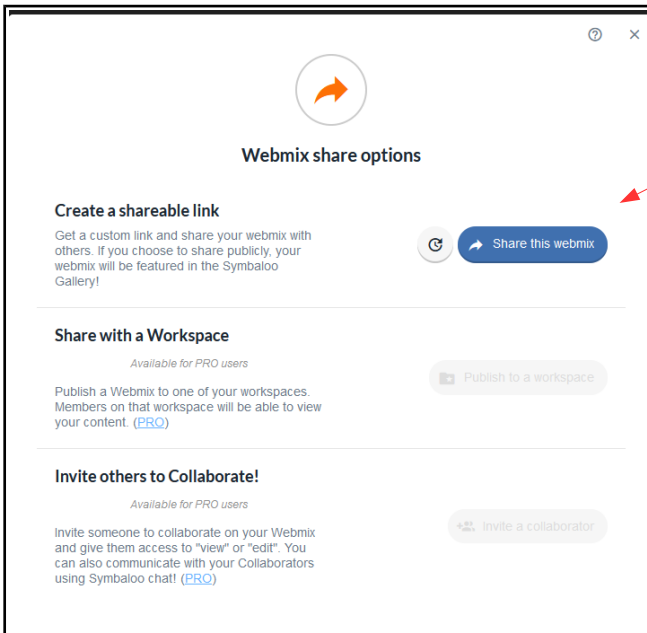 Webmix share options
Create a shareable link
Get a custom link and share your webmix with
others. If you choose to share publicly, your
webmix will be featured in the Symbaloo
Gallery!
Share this webmix
Share with a Workspace
Available for PRO users
Publish a Webmix to one of your workspaces.
Members on that workspace will be able to view
your content. (PRO)
Publish to a workspace
Invite others to Collaborate!
Available for PRO users
Invite someone to collaborate on your Webmix
and give them access to "view" or "edit". You
can also communicate with your Collaborators
using Symbaloo chat! (PRO)
Invite a collaborator